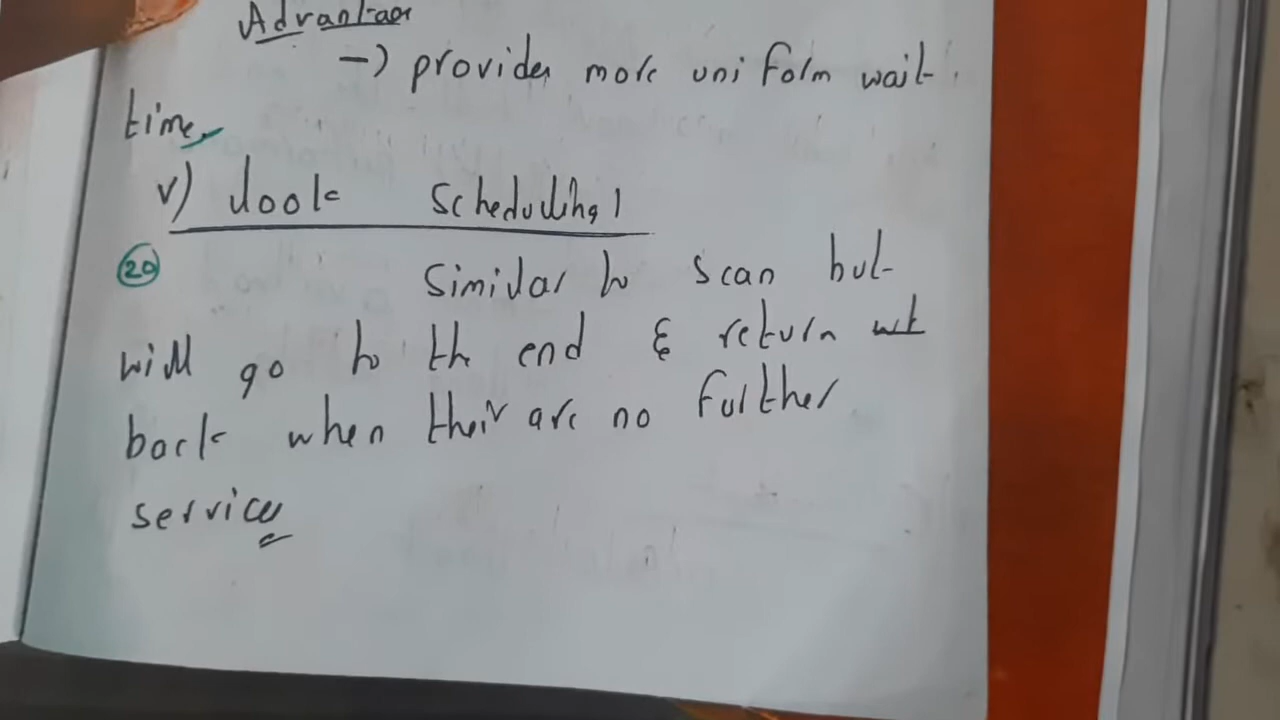 Advantage
→ provides more uniform wait
time
v) Look Scheduling
20 Similar to scan but
will go to the end & return
back when their are no further
services